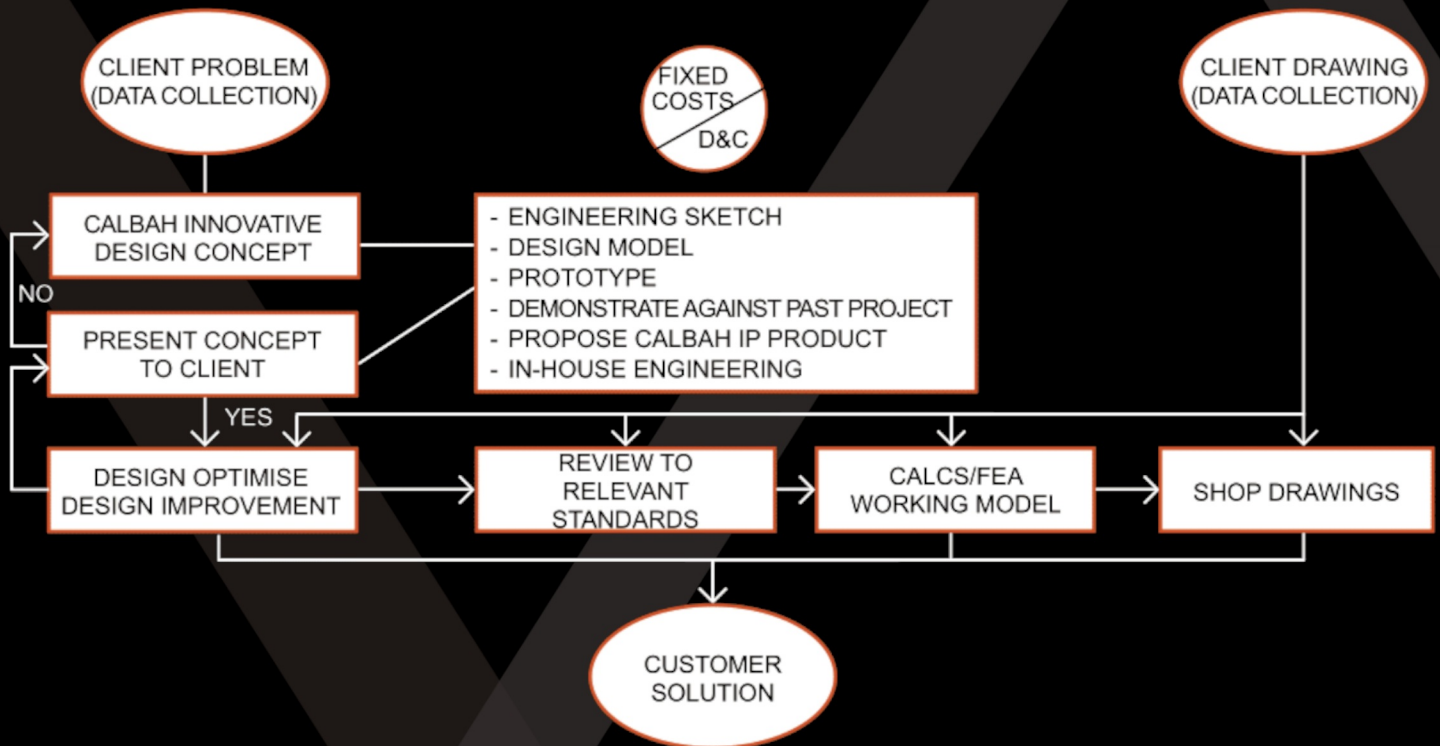 CLIENT PROBLEM
(DATA COLLECTION)
FIXED
COSTS
D&C
CLIENT DRAWING
(DATA COLLECTION)
CALBAH INNOVATIVE
DESIGN CONCEPT
- ENGINEERING SKETCH
- DESIGN MODEL
- PROTOTYPE
- DEMONSTRATE AGAINST PAST PROJECT
- PROPOSE CALBAH IP PRODUCT
- IN-HOUSE ENGINEERING
NO
PRESENT CONCEPT
TO CLIENT
YES
DESIGN OPTIMISE
DESIGN IMPROVEMENT
REVIEW TO
RELEVANT
STANDARDS
CALCS/FEA
WORKING MODEL
SHOP DRAWINGS
CUSTOMER
SOLUTION